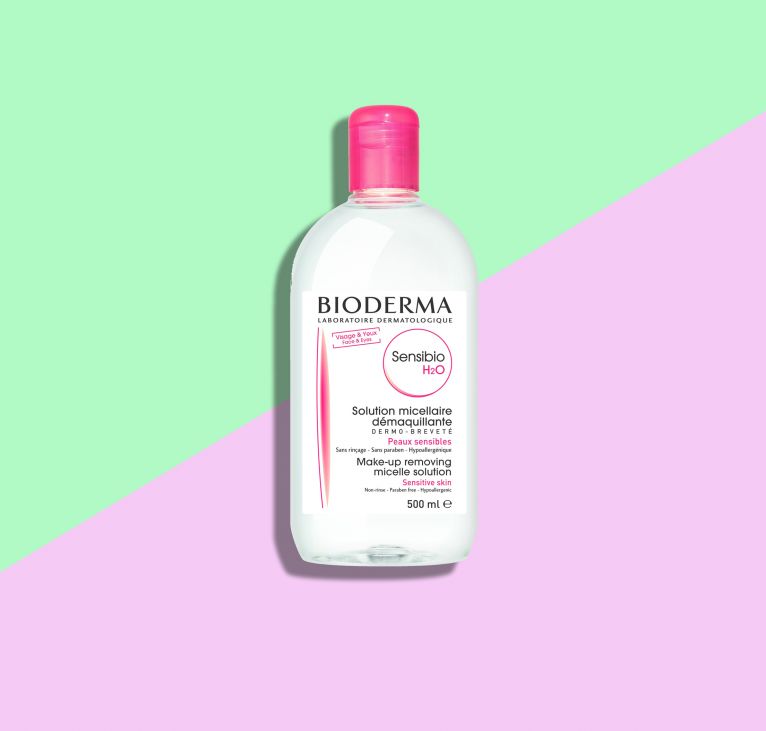 BIODERMA
LABORATOIRE DERMATOLOGIQUE
Visage & Yeux
Face & Eyes
Sensibio
H2O
Solution micellaire
démaquillante
DERMO-BREVETÉ
Peaux sensibles
Sans rinçage - Sans paraben - Hypoallergénique
Make-up removing
micelle solution
Sensitive skin
Non-rinse - Paraben free - Hypoallergenic
500 ml ℮